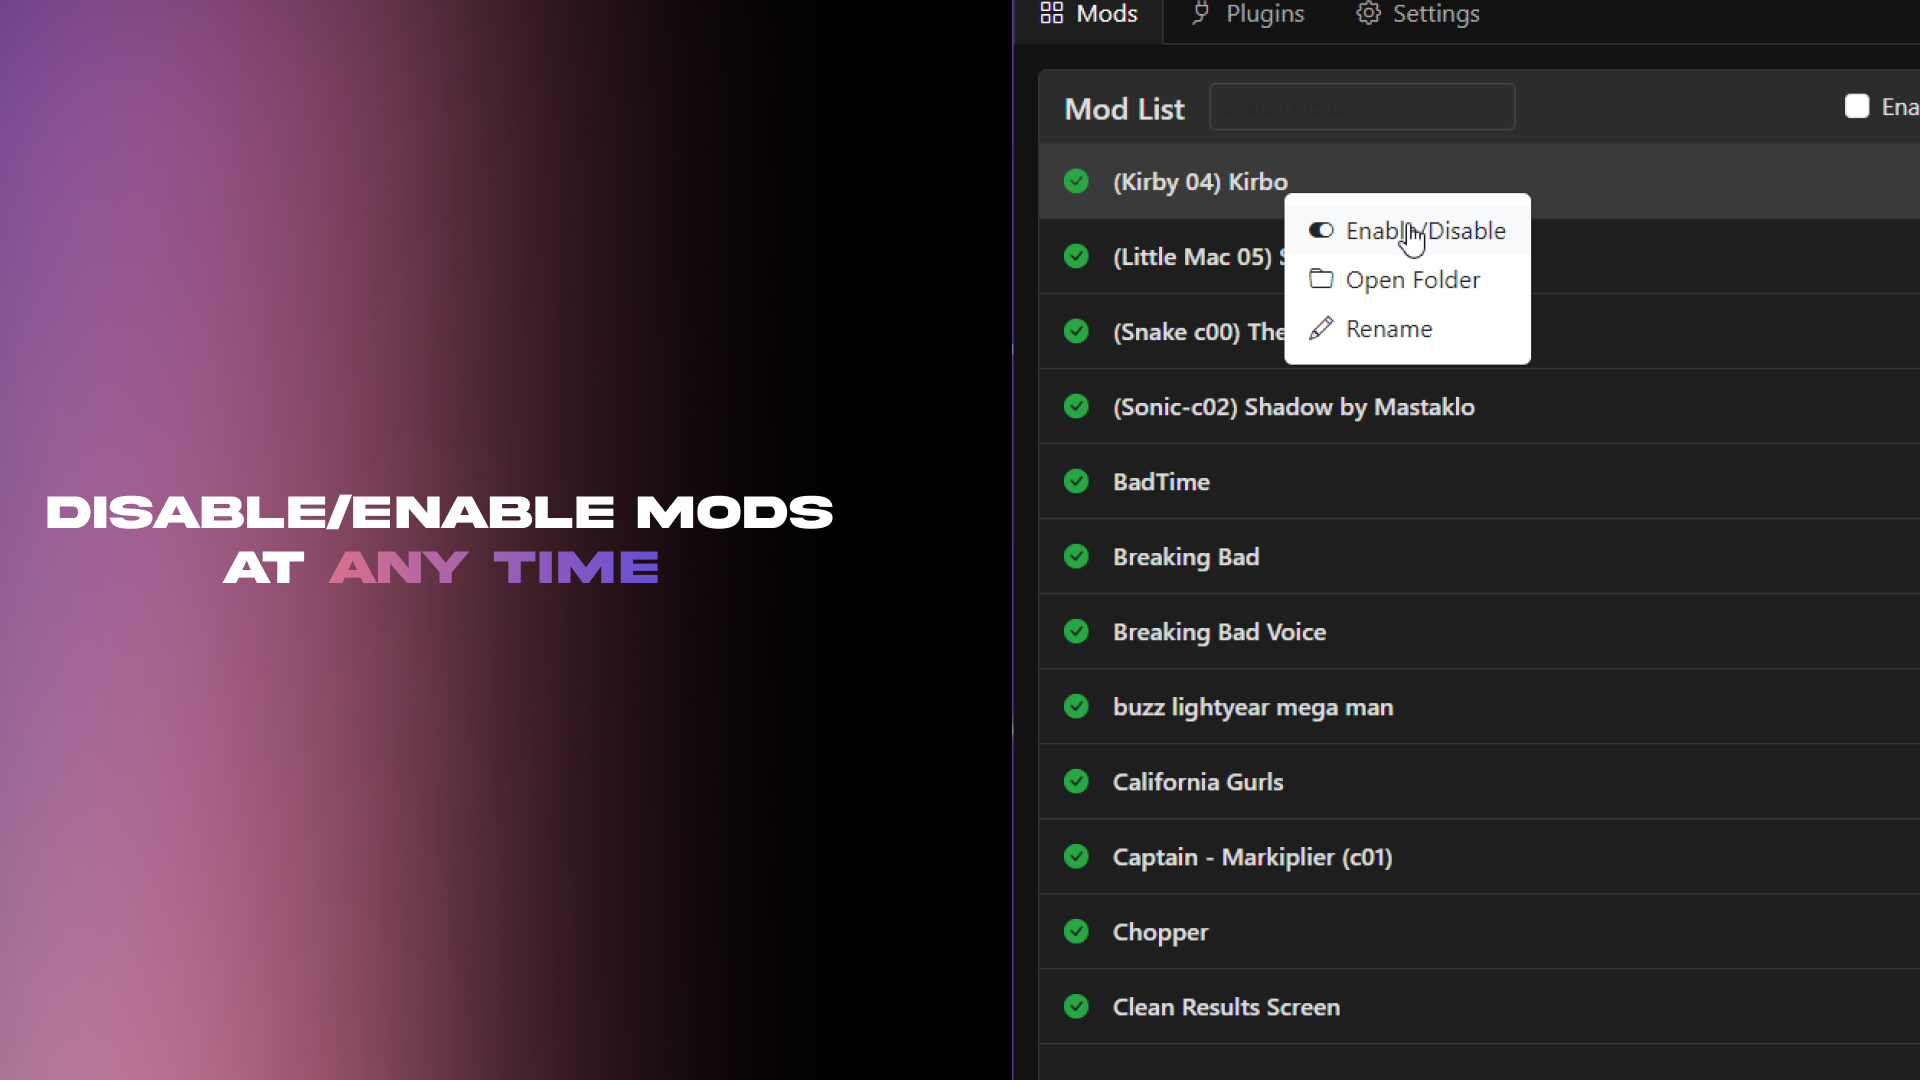 DISABLE/ENABLE MODS
AT ANY TIME
Mods
Plugins
Settings
Mod List
Search mods...
Ena
(Kirby 04) Kirbo
(Little Mac 05)
(Snake c00) The
Enable/Disable
Open Folder
Rename
(Sonic-c02) Shadow by Mastaklo
BadTime
Breaking Bad
Breaking Bad Voice
buzz lightyear mega man
California Gurls
Captain - Markiplier (c01)
Chopper
Clean Results Screen